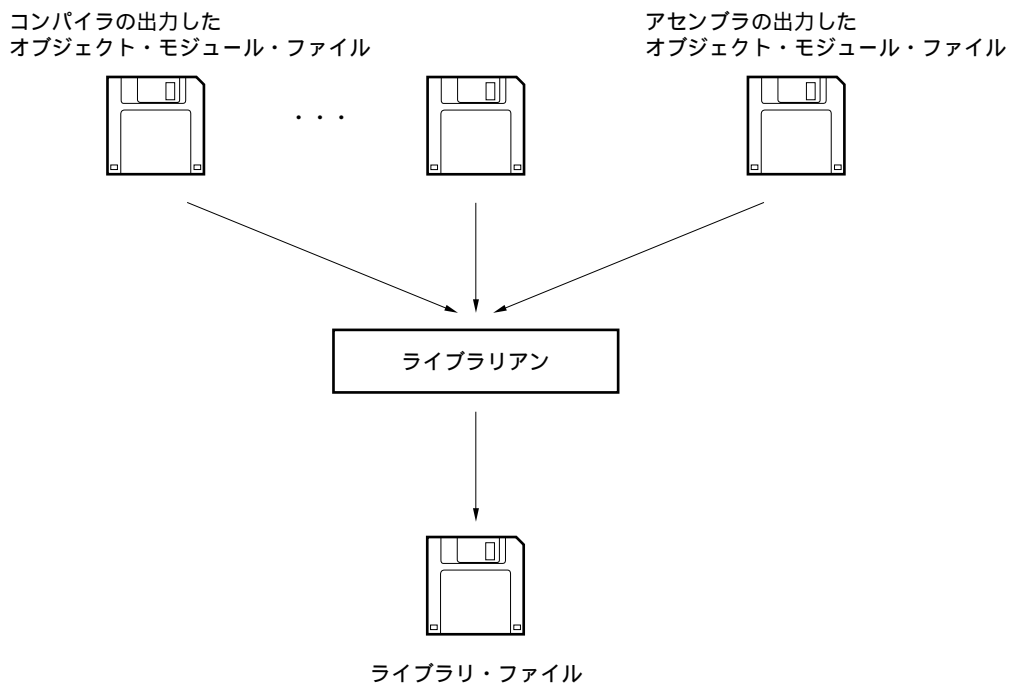 コンパイラの出力した
オブジェクト・モジュール・ファイル
アセンブラの出力した
オブジェクト・モジュール・ファイル
・・・
ライブラリアン
ライブラリ・ファイル